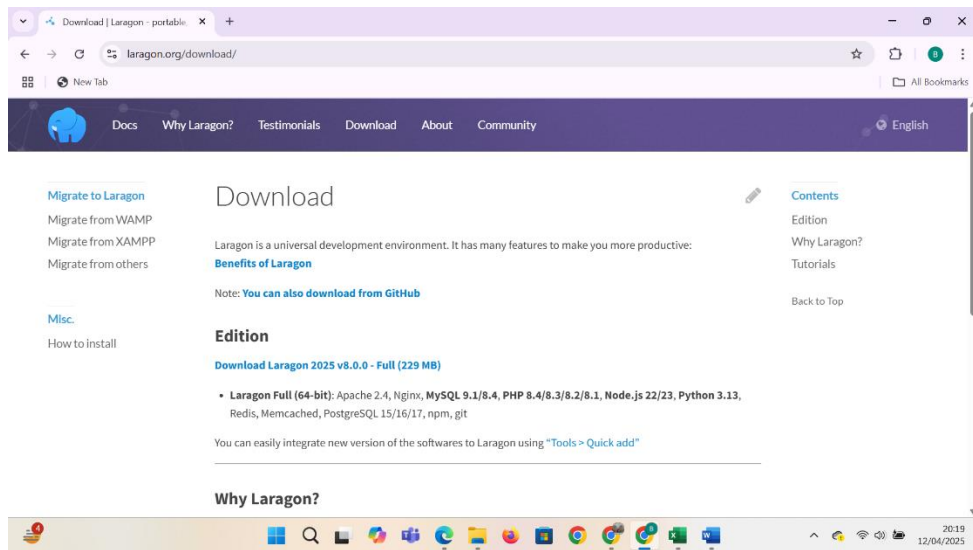 Download | Laragon - portable,
laragon.org/download/
B
New Tab
All Bookmarks
Docs Why Laragon? Testimonials Download About Community English
Migrate to Laragon
Migrate from WAMP
Migrate from XAMPP
Migrate from others
Misc.
How to install
Download
Laragon is a universal development environment. It has many features to make you more productive:
Benefits of Laragon
Note: You can also download from GitHub
Edition
Download Laragon 2025 v8.0.0 - Full (229 MB)
• Laragon Full (64-bit): Apache 2.4, Nginx, MySQL 9.1/8.4, PHP 8.4/8.3/8.2/8.1, Node.js 22/23, Python 3.13,
Redis, Memcached, PostgreSQL 15/16/17, npm, git
You can easily integrate new version of the softwares to Laragon using “Tools > Quick add”
Why Laragon?
Contents
Edition
Why Laragon?
Tutorials
Back to Top
4
20:19
12/04/2025